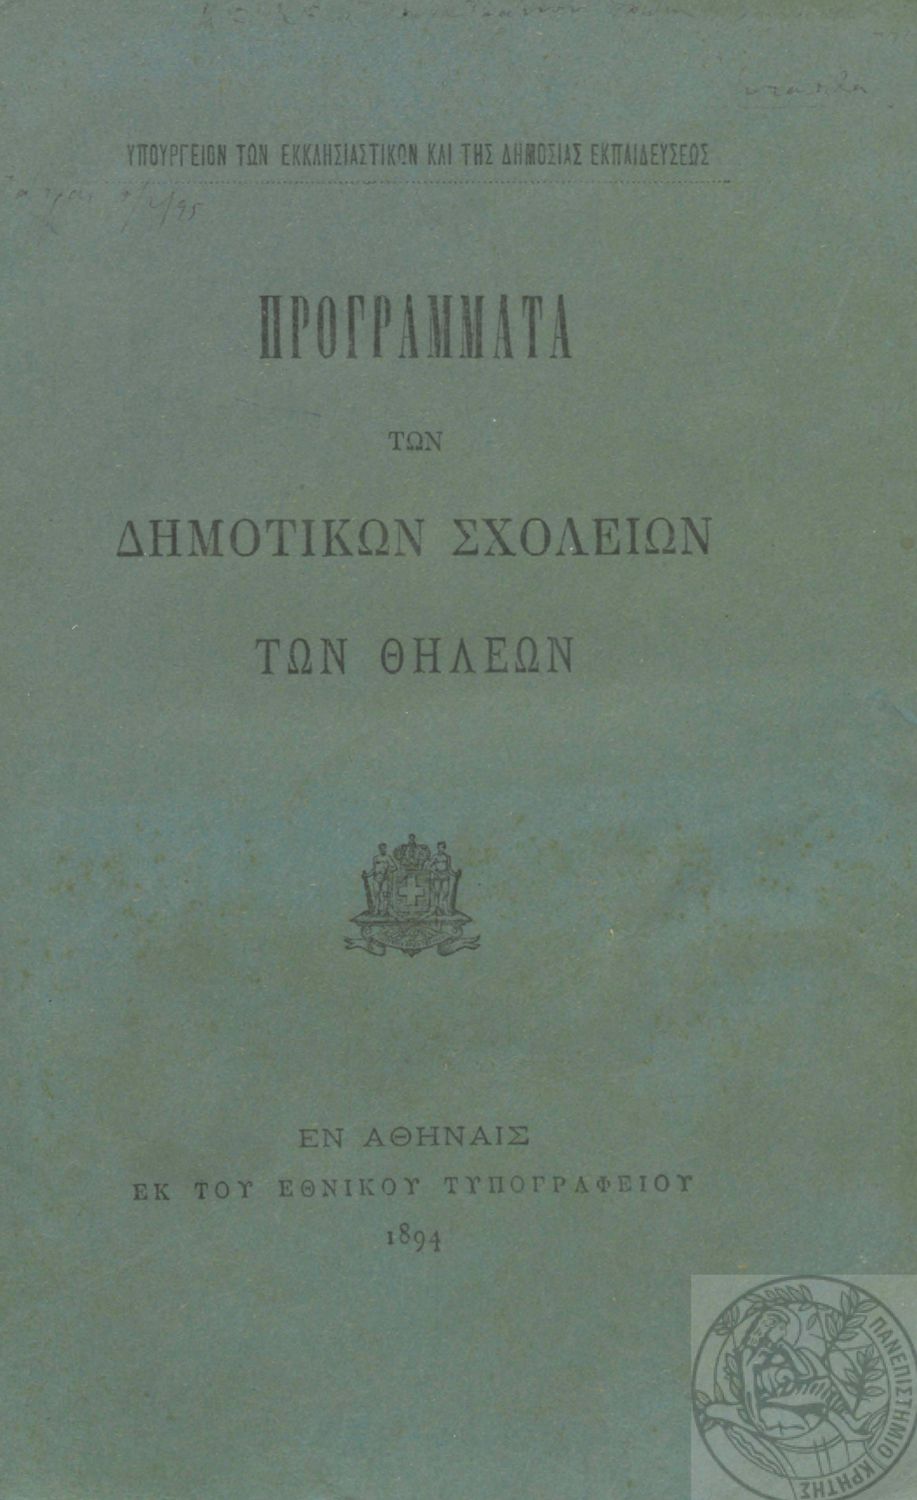 ΥΠΟΥΡΓΕΙΟΝ ΤΩΝ ΕΚΚΛΗΣΙΑΣΤΙΚΩΝ ΚΑΙ ΤΗΣ ΔΗΜΟΣΙΑΣ ΕΚΠΑΙΔΕΥΣΕΩΣ
ΠΡΟΓΡΑΜΜΑΤΑ
ΤΩΝ
ΔΗΜΟΤΙΚΩΝ ΣΧΟΛΕΙΩΝ
ΤΩΝ ΘΗΛΕΩΝ
ΕΝ ΑΘΗΝΑΙΣ
ΕΚ ΤΟΥ ΕΘΝΙΚΟΥ ΤΥΠΟΓΡΑΦΕΙΟΥ
1894
ΠΑΝΕΠΙΣΤΗΜΙΟ ΚΡΗΤΗΣ